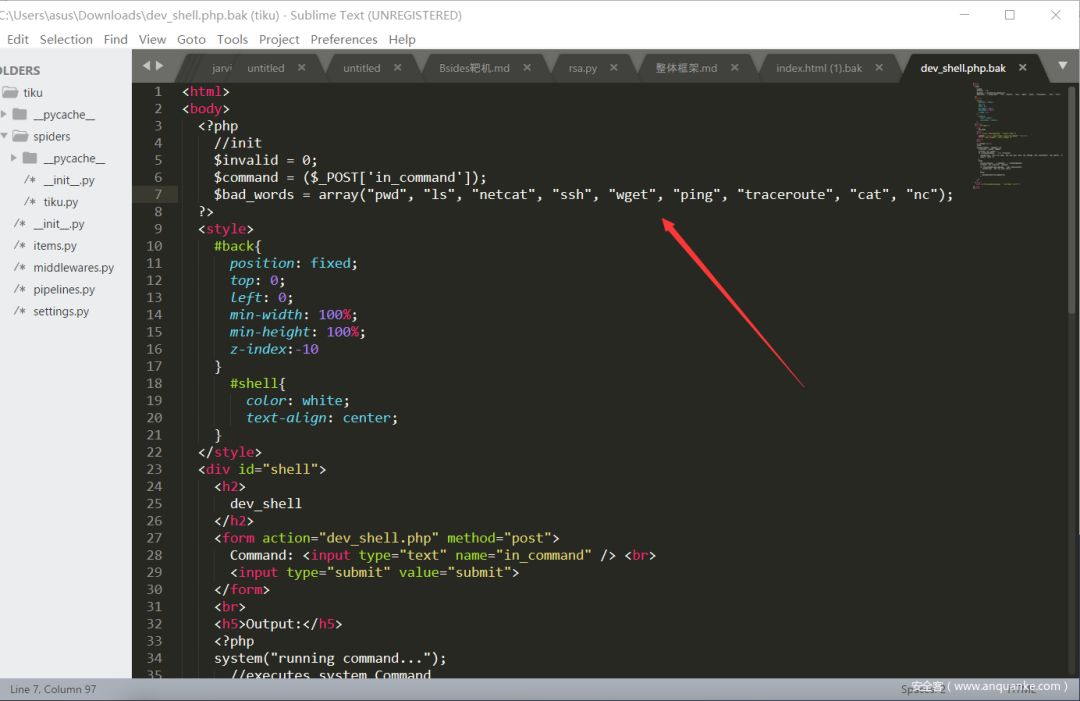 C:\Users\asus\Downloads\dev_shell.php.bak (tiku) - Sublime Text (UNREGISTERED)
Edit Selection Find View Goto Tools Project Preferences Help
OLDERS
tiku
__pycache__
spiders
__pycache__
/* __init__.py
/* tiku.py
/* __init__.py
/* items.py
/* middlewares.py
/* pipelines.py
/* settings.py
jarvi untitled × untitled × Bsides靶机.md × rsa.py × 整体框架.md × index.html (1).bak × dev_shell.php.bak ×
1 <html>
2 <body>
3 <?php
4 //init
5 $invalid = 0;
6 $command = ($_POST['in_command']);
7 $bad_words = array("pwd", "ls", "netcat", "ssh", "wget", "ping", "traceroute", "cat", "nc");
8 ?>
9 <style>
10 #back{
11 position: fixed;
12 top: 0;
13 left: 0;
14 min-width: 100%;
15 min-height: 100%;
16 z-index:-10
17 }
18 #shell{
19 color: white;
20 text-align: center;
21 }
22 </style>
23 <div id="shell">
24 <h2>
25 dev_shell
26 </h2>
27 <form action="dev_shell.php" method="post">
28 Command: <input type="text" name="in_command" /> <br>
29 <input type="submit" value="submit">
30 </form>
31 <br>
32 <h5>Output:</h5>
33 <?php
34 system("running command...");
35 //executes system Command
Line 7, Column 97
安全客 ( www.anquanke.com )